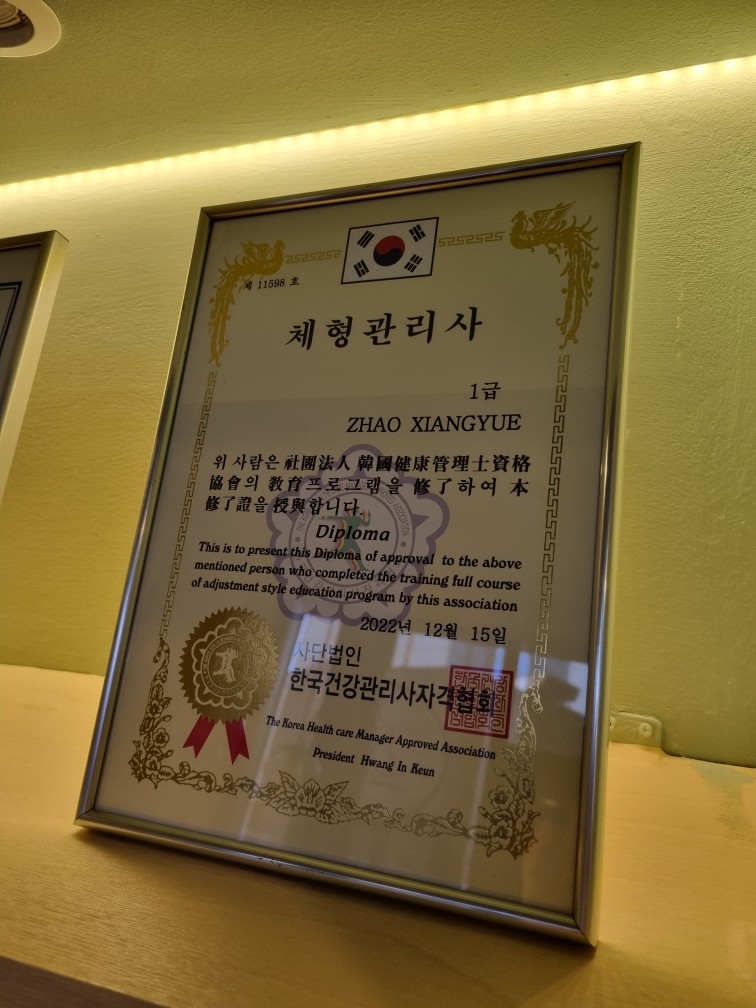 제 11598 호
체형관리사
1급
ZHAO XIANGYUE
위 사람은 社團法人 韓國健康管理士資格
協會의 教育프로그램을 修了하여 本
修了證을 授與합니다.
Diploma
This is to present this Diploma of approval to the above
mentioned person who completed the training full course
of adjustment style education program by this association
2022년 12월 15일
사단법인
한국건강관리사자격협회
The Korea Health care Manager Approved Association
President Hwang In Keun